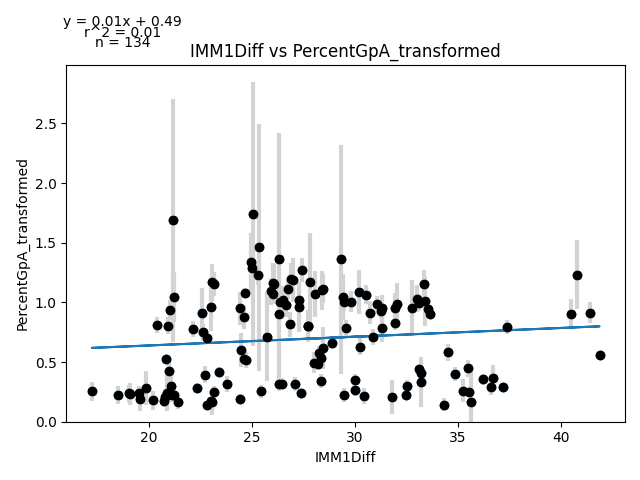 y = 0.01x + 0.49
r^2 = 0.01
n = 134
IMM1Diff vs PercentGpA_transformed
PercentGpA_transformed
2.5
2.0
1.5
1.0
0.5
0.0
20 25 30 35 40
IMM1Diff